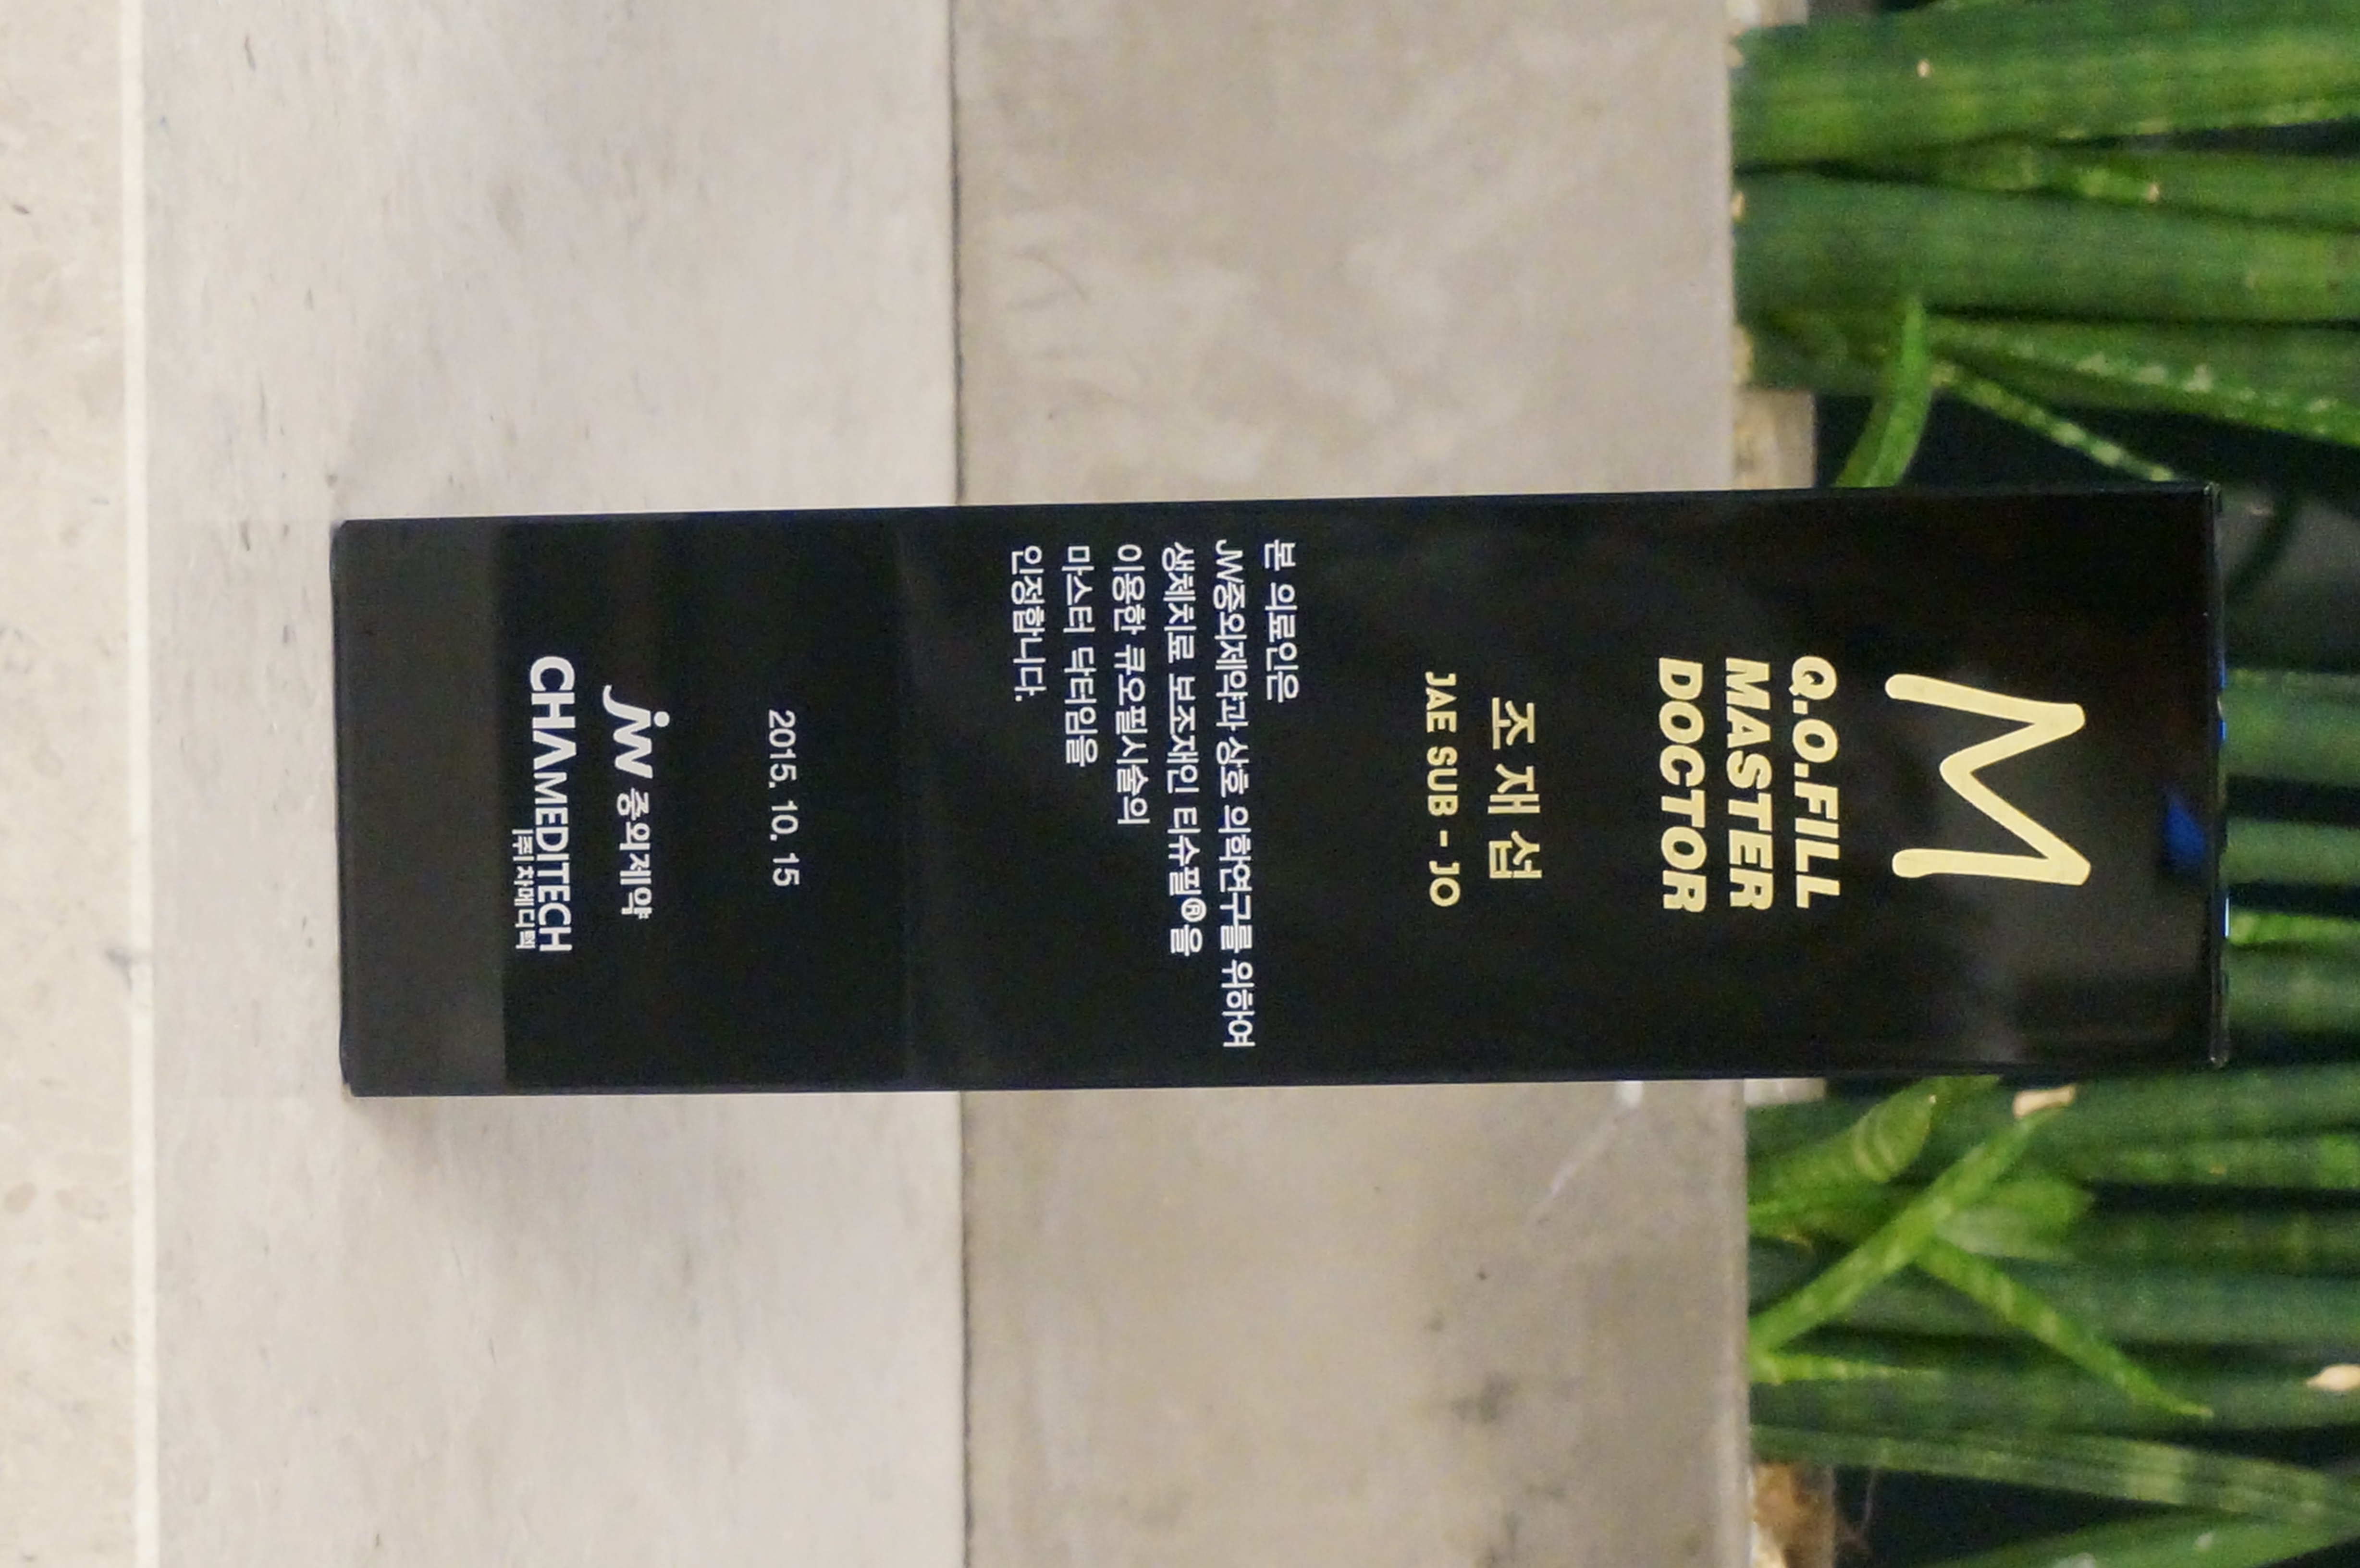 M
Q.O.FILL
MASTER
DOCTOR
조재섭
JAE SUB - JO
본 의료인은
JW중외제약과 상호 의학연구를 위하여
생체치료 보조재인 티슈필®을
이용한 큐오필시술의
마스터 닥터임을
인정합니다.
2015. 10. 15
jw 중외제약
CHA MEDITECH
(주)차메디텍